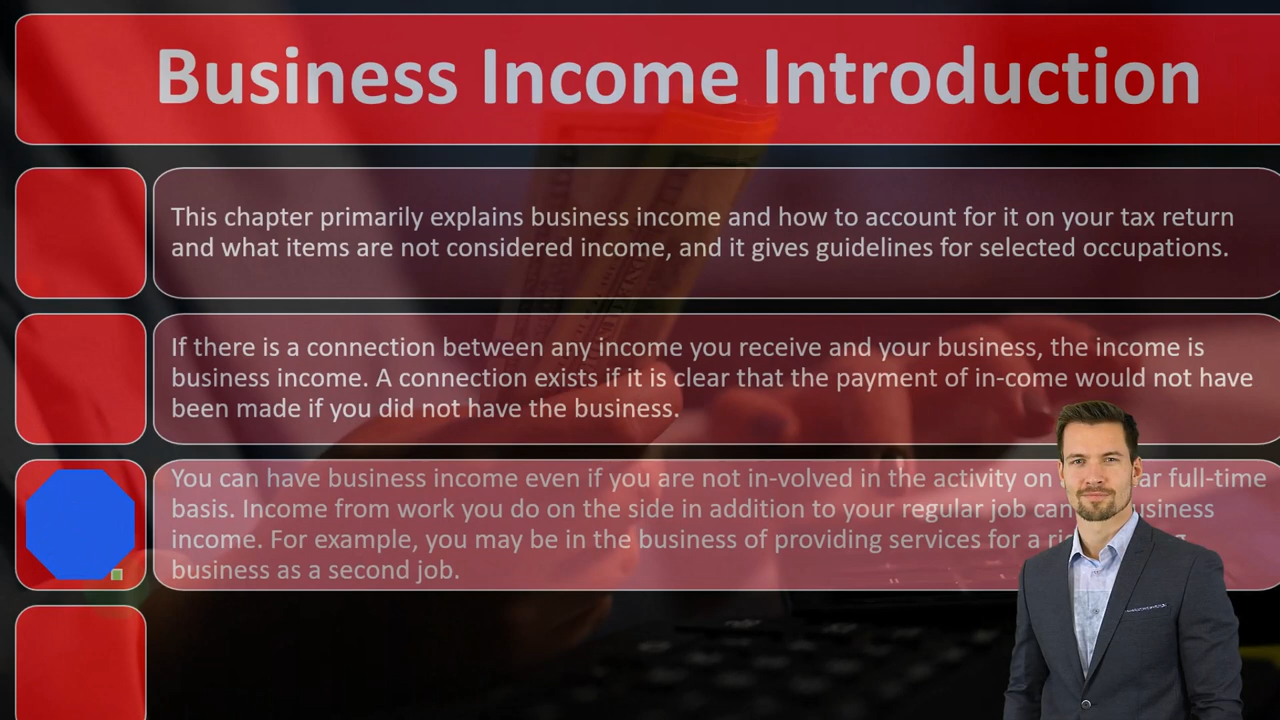 Business Income Introduction
This chapter primarily explains business income and how to account for it on your tax return
and what items are not considered income, and it gives guidelines for selected occupations.
If there is a connection between any income you receive and your business, the income is
business income. A connection exists if it is clear that the payment of in-come would not have
been made if you did not have the business.
You can have business income even if you are not in-volved in the activity on full-time
basis. Income from work you do on the side in addition to your regular job can
income. For example, you may be in the business of providing services for a
business as a second job.